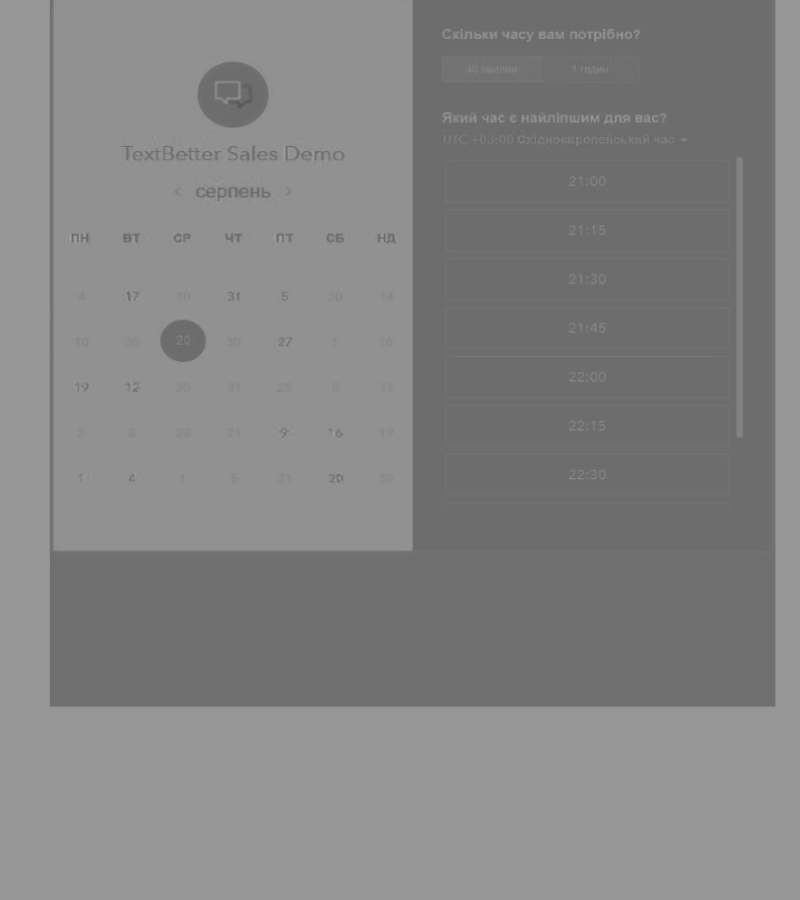 TextBetter Sales Demo
< серпень >
ПН ВТ СР ЧТ ПТ СБ НД
4 17 10 31 5 30 14
10 30 20 30 27 1 16
19 12 30 31 25 6 15
2 8 28 21 9 16 19
1 4 1 5 21 20 30
Скільки часу вам потрібно?
40 хвилин 1 годин
Який час є найліпшим для вас?
UTC +03:00 Східноєвропейський час
21:00
21:15
21:30
21:45
22:00
22:15
22:30